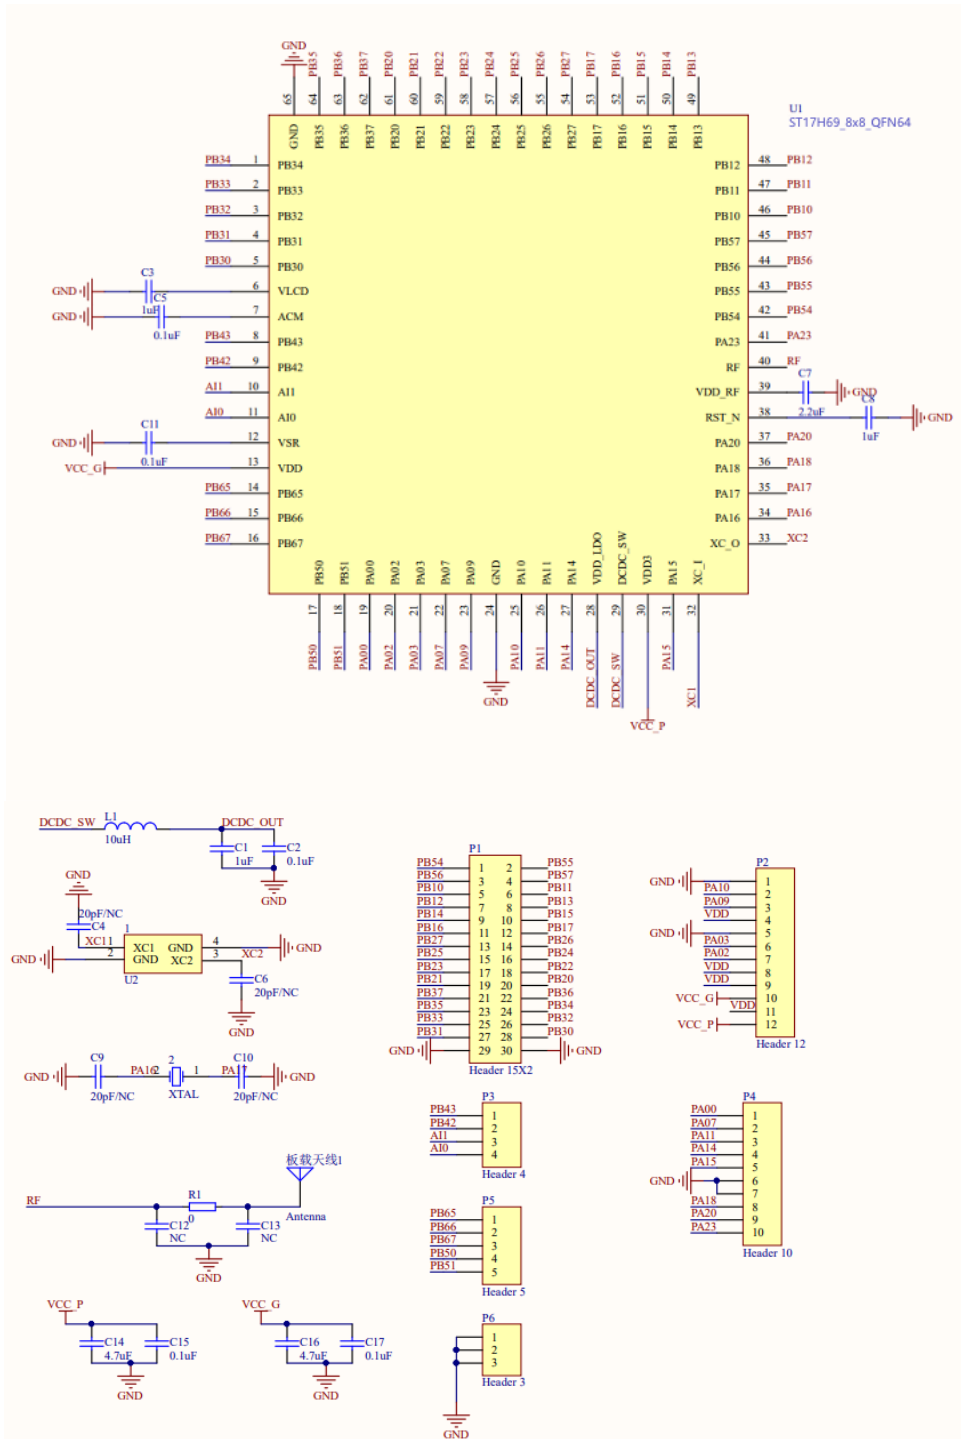 GND
PB35 PB36 PB37 PB20 PB21 PB22 PB23 PB24 PB25 PB26 PB27 PB17 PB16 PB15 PB14 PB13
65 64 63 62 61 60 59 58 57 56 55 54 53 52 51 50 49
U1
ST17H69_8x8_QFN64
GND PB35 PB36 PB37 PB20 PB21 PB22 PB23 PB24 PB25 PB26 PB27 PB17 PB16 PB15 PB14 PB13
PB34 1 PB34 PB12 48 PB12
PB33 2 PB33 PB11 47 PB11
PB32 3 PB32 PB10 46 PB10
PB31 4 PB31 PB57 45 PB57
PB30 5 PB30 PB56 44 PB56
C3
GND 1uF 6 VLCD PB55 43 PB55
C5
GND 0.1uF 7 ACM PB54 42 PB54
PB43 8 PB43 PA23 41 PA23
PB42 9 PB42 RF 40 RF
C7
AI1 10 AI1 VDD_RF 39 2.2uF GND
C8
AI0 11 AI0 RST_N 38 1uF GND
C11
GND 0.1uF 12 VSR PA20 37 PA20
VCC_G 13 VDD PA18 36 PA18
PB65 14 PB65 PA17 35 PA17
PB66 15 PB66 PA16 34 PA16
PB67 16 PB67 XC_O 33 XC2
PB50 PB51 PA00 PA02 PA03 PA07 PA09 GND PA10 PA11 PA14 VDD_LDO DCDC_SW VDD3 PA15 XC_I
17 18 19 20 21 22 23 24 25 26 27 28 29 30 31 32
PB50 PB51 PA00 PA02 PA03 PA07 PA09 GND PA10 PA11 PA14 DCDC_OUT DCDC_SW VCC_P PA15 XC1
DCDC_SW L1 DCDC_OUT
10uH
C1 C2
1uF 0.1uF
GND
GND
20pF/NC
C4
1
XC1 1 XC1 GND 4 GND
GND 2 GND XC2 3 XC2
U2
C6
20pF/NC
GND
C9 2 C10
GND PA16 2 1 PA17 GND
20pF/NC XTAL 20pF/NC
板载天线1
RF R1
0
Antenna
C12 C13
NC NC
GND
VCC_P
C14 C15
4.7uF 0.1uF
GND
VCC_G
C16 C17
4.7uF 0.1uF
GND
P1
PB54 1 2 PB55
PB56 3 4 PB57
PB10 5 6 PB11
PB12 7 8 PB13
PB14 9 10 PB15
PB16 11 12 PB17
PB27 13 14 PB26
PB25 15 16 PB24
PB23 17 18 PB22
PB21 19 20 PB20
PB37 21 22 PB36
PB35 23 24 PB34
PB33 25 26 PB32
PB31 27 28 PB30
GND 29 30 GND
Header 15X2
P3
PB43 1
PB42 2
AI1 3
AI0 4
Header 4
P5
PB65 1
PB66 2
PB67 3
PB50 4
PB51 5
Header 5
P6
1
2
3
Header 3
GND
P2
GND 1
PA10 2
PA09 3
VDD 4
GND 5
PA03 6
PA02 7
VDD 8
VDD 9
VCC_G 10
VDD 11
VCC_P 12
Header 12
P4
PA00 1
PA07 2
PA11 3
PA14 4
PA15 5
GND 6
7
PA18 8
PA20 9
PA23 10
Header 10